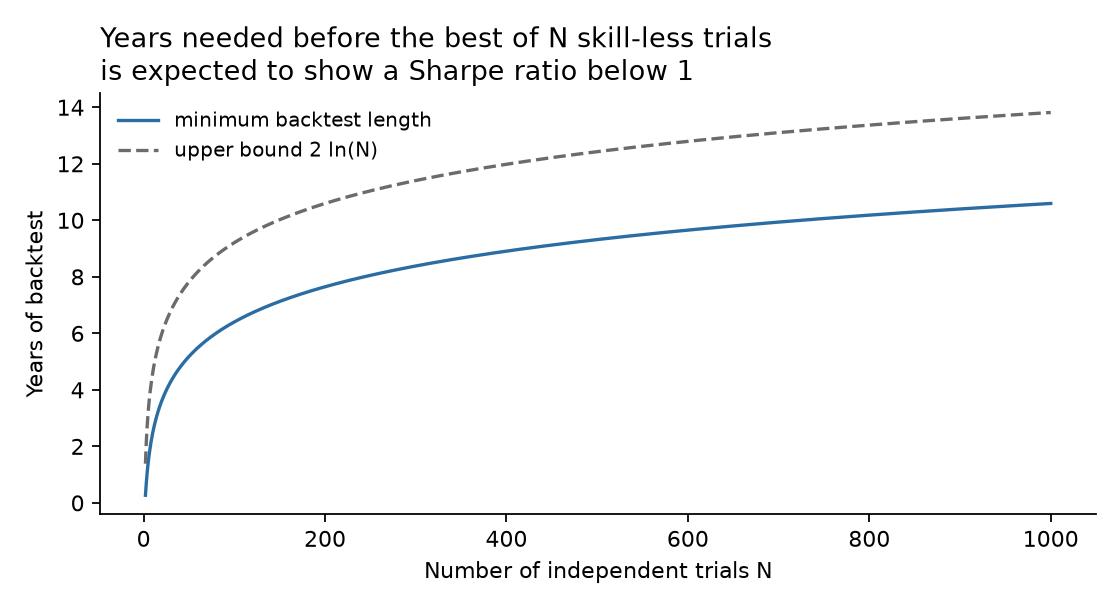 Years needed before the best of N skill-less trials
is expected to show a Sharpe ratio below 1
minimum backtest length
upper bound 2 ln(N)
Years of backtest
14
12
10
8
6
4
2
0
0 200 400 600 800 1000
Number of independent trials N